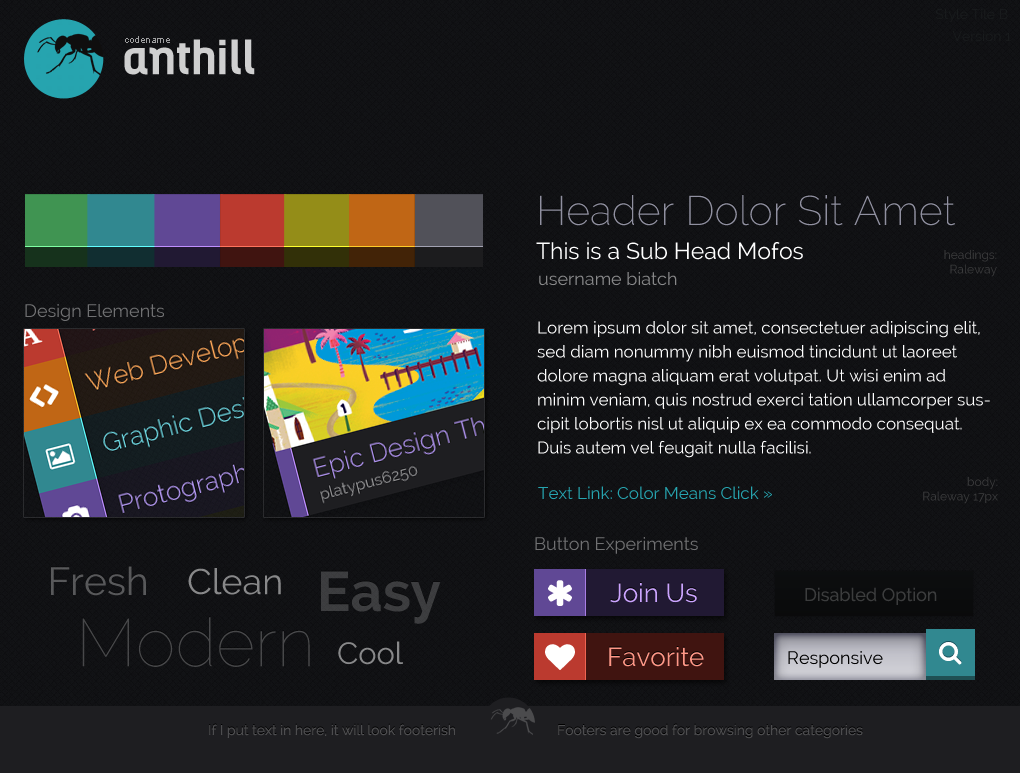 Style Tile B
Version 1
codename
anthill
Header Dolor Sit Amet
This is a Sub Head Mofos
username biatch
headings:
Raleway
Design Elements
A
Web Develop
Graphic Des
Protograph
1
Epic Design Th
platypus6250
Lorem ipsum dolor sit amet, consectetuer adipiscing elit,
sed diam nonummy nibh euismod tincidunt ut laoreet
dolore magna aliquam erat volutpat. Ut wisi enim ad
minim veniam, quis nostrud exerci tation ullamcorper sus-
cipit lobortis nisl ut aliquip ex ea commodo consequat.
Duis autem vel feugait nulla facilisi.
Text Link: Color Means Click »
body:
Raleway 17px
Button Experiments
Fresh
Clean
Easy
Modern
Cool
Join Us
Disabled Option
Favorite
Responsive
If I put text in here, it will look footerish
Footers are good for browsing other categories